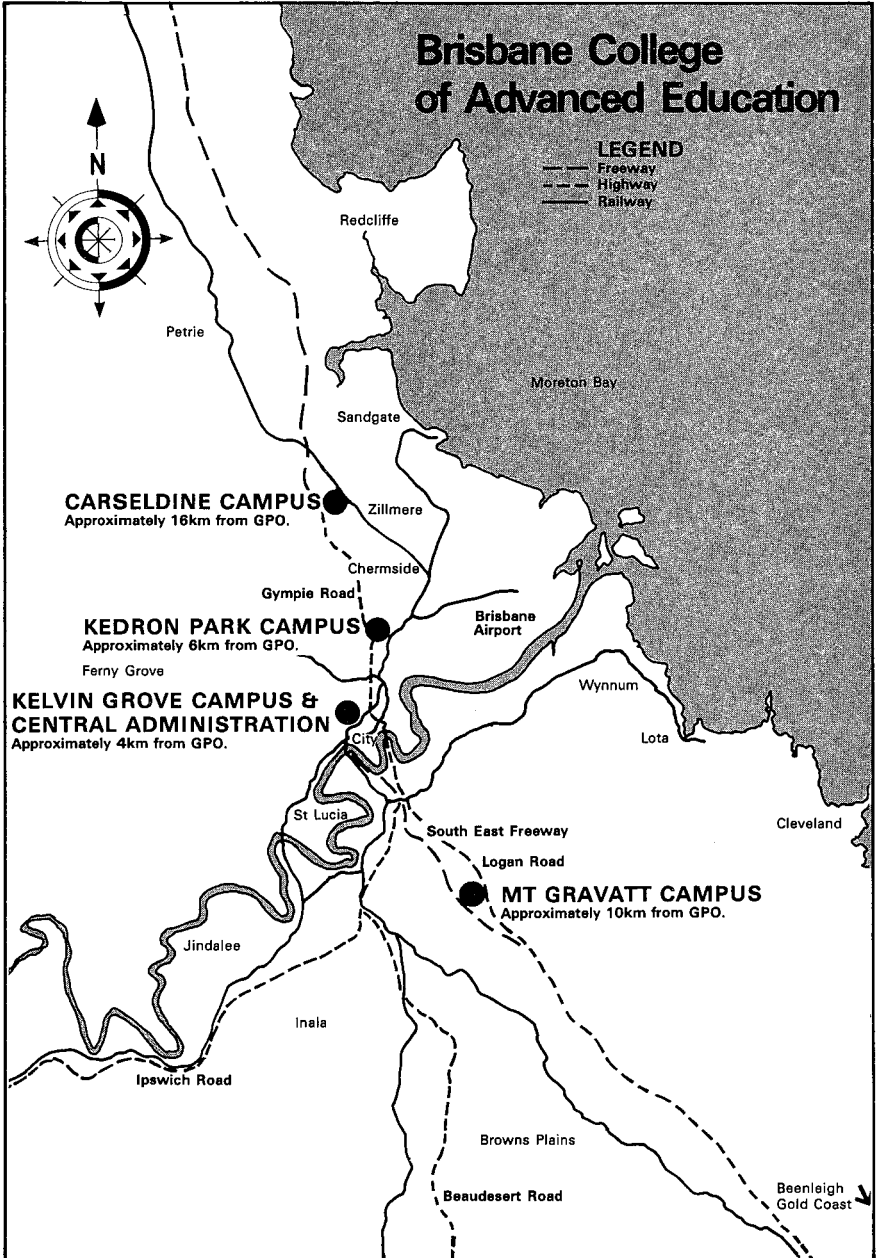 Brisbane College
of Advanced Education
LEGEND
Freeway
Highway
Railway
N
Redcliffe
Petrie
Moreton Bay
Sandgate
CARSELDINE CAMPUS
Approximately 16km from GPO.
Zillmere
Chermside
Gympie Road
KEDRON PARK CAMPUS
Approximately 6km from GPO.
Brisbane
Airport
Ferny Grove
KELVIN GROVE CAMPUS &
CENTRAL ADMINISTRATION
Approximately 4km from GPO.
City
Wynnum
Lota
St Lucia
Cleveland
South East Freeway
Logan Road
MT GRAVATT CAMPUS
Approximately 10km from GPO.
Jindalee
Inala
Ipswich Road
Browns Plains
Beaudesert Road
Beenleigh
Gold Coast